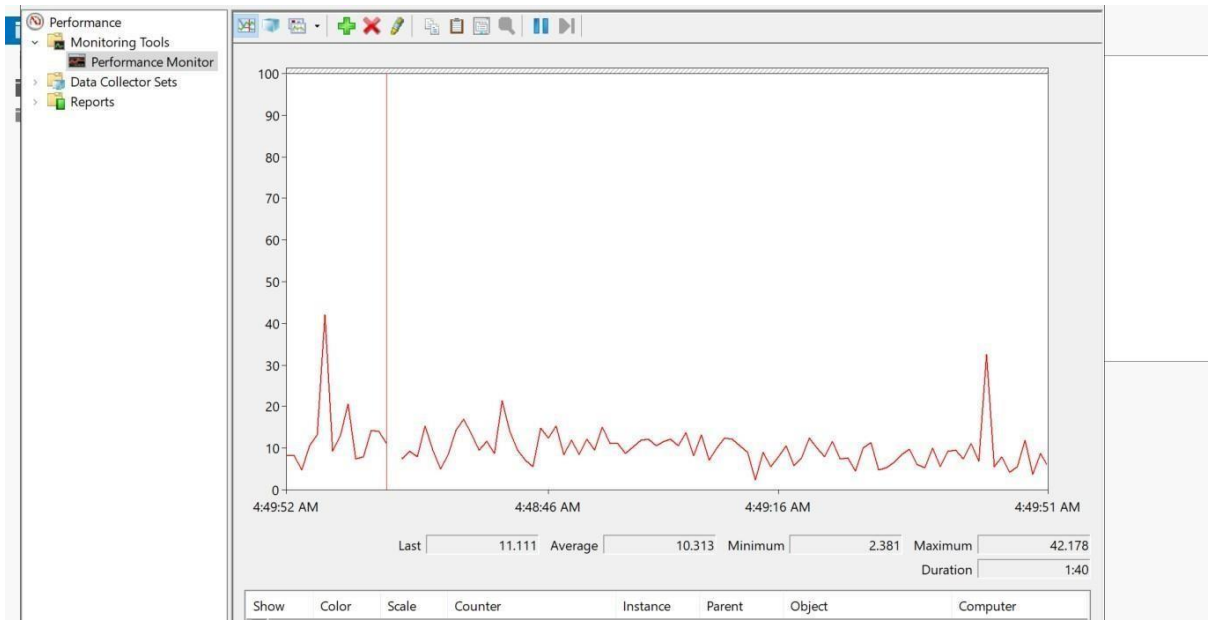 Performance
Monitoring Tools
Performance Monitor
Data Collector Sets
Reports
100
90
80
70
60
50
40
30
20
10
0
4:49:52 AM 4:48:46 AM 4:49:16 AM 4:49:51 AM
Last 11.111 Average 10.313 Minimum 2.381 Maximum 42.178
Duration 1:40
Show Color Scale Counter Instance Parent Object Computer